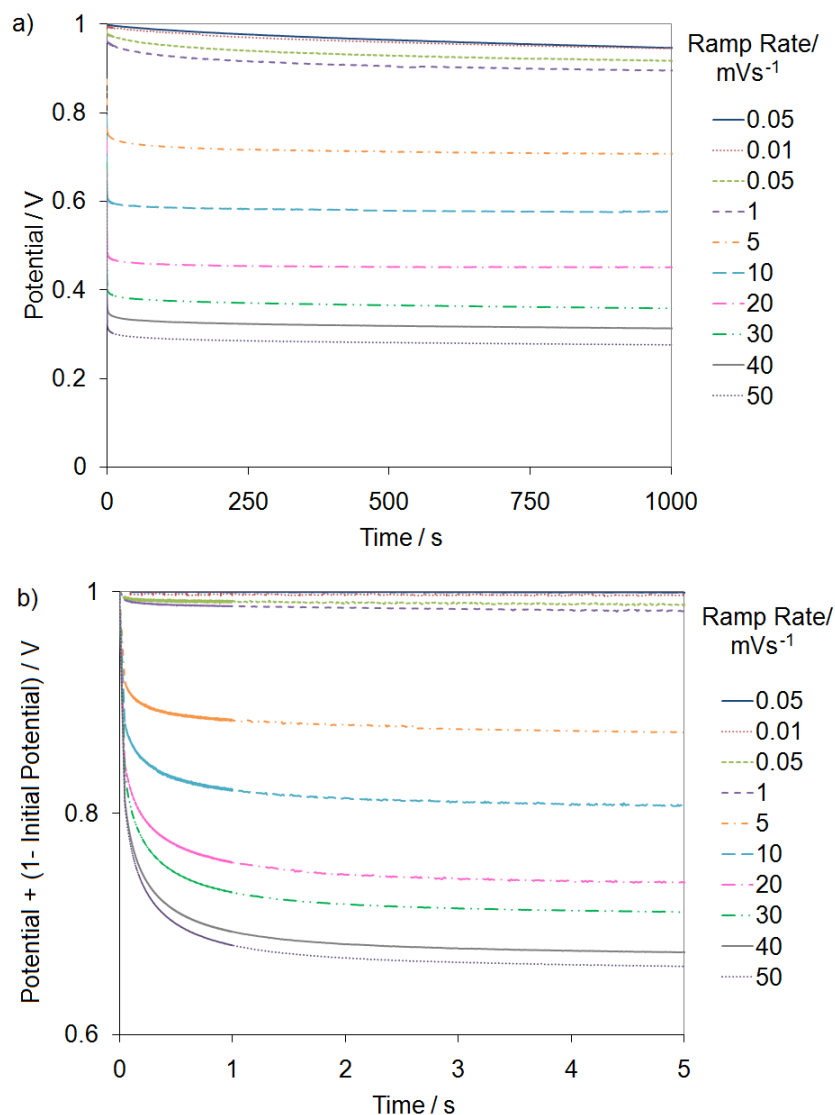 a)
1
0.8
0.6
0.4
0.2
0
Potential / V
0 250 500 750 1000
Time / s
Ramp Rate/
mVs⁻¹
0.05
0.01
0.05
1
5
10
20
30
40
50
b)
1
0.8
0.6
Potential + (1- Initial Potential) / V
0 1 2 3 4 5
Time / s
Ramp Rate/
mVs⁻¹
0.05
0.01
0.05
1
5
10
20
30
40
50